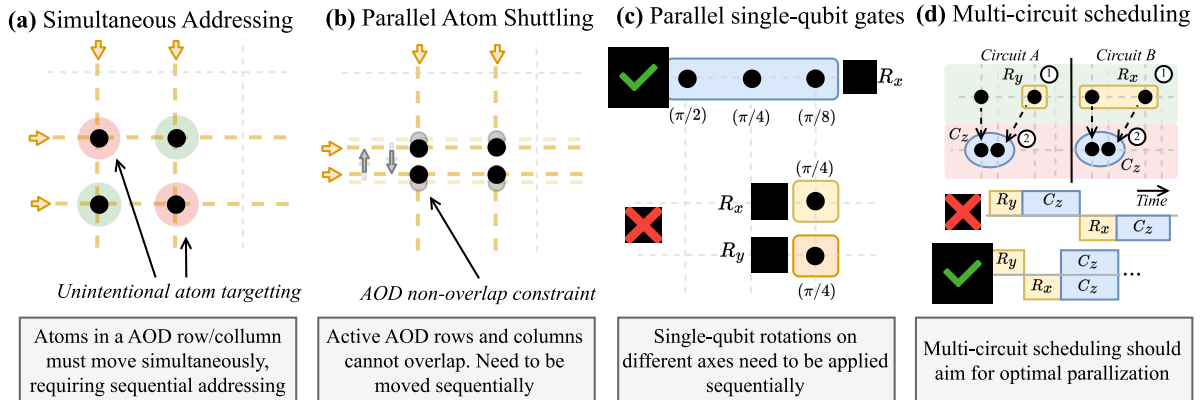 (a) Simultaneous Addressing
Unintentional atom targetting
Atoms in a AOD row/collumn
must move simultaneously,
requiring sequential addressing
(b) Parallel Atom Shuttling
AOD non-overlap constraint
Active AOD rows and columns
cannot overlap. Need to be
moved sequentially
(c) Parallel single-qubit gates
R_x
(π/2) (π/4) (π/8)
(π/4)
R_x
R_y
(π/4)
Single-qubit rotations on
different axes need to be applied
sequentially
(d) Multi-circuit scheduling
Circuit A Circuit B
R_y 1 R_x 1
C_z 2 2
C_z
R_y C_z Time
R_x C_z
R_y C_z ...
R_x C_z
Multi-circuit scheduling should
aim for optimal parallization